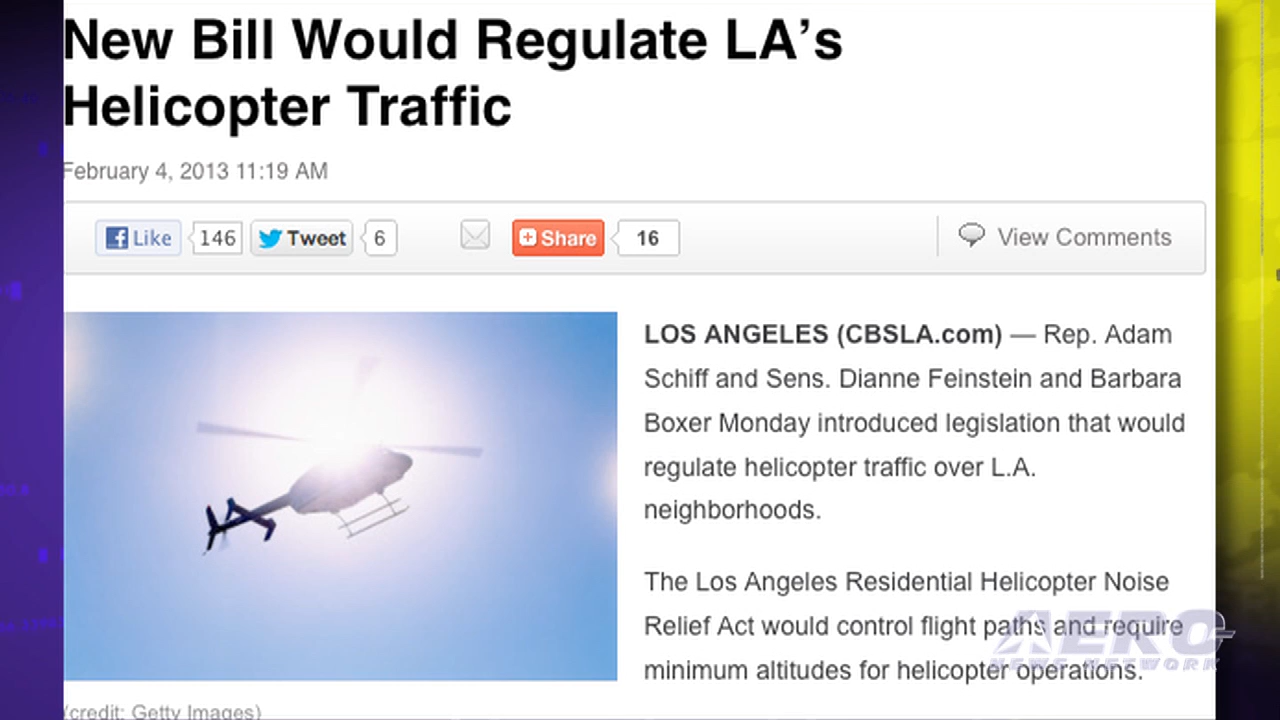 New Bill Would Regulate LA's
Helicopter Traffic
February 4, 2013 11:19 AM
Like 146 Tweet 6 Share 16 View Comments
LOS ANGELES (CBSLA.com) — Rep. Adam
Schiff and Sens. Dianne Feinstein and Barbara
Boxer Monday introduced legislation that would
regulate helicopter traffic over L.A.
neighborhoods.
The Los Angeles Residential Helicopter Noise
Relief Act would control flight paths and require
minimum altitudes for helicopter operations.
AERO
NEWS NETWORK
(credit: Getty Images)